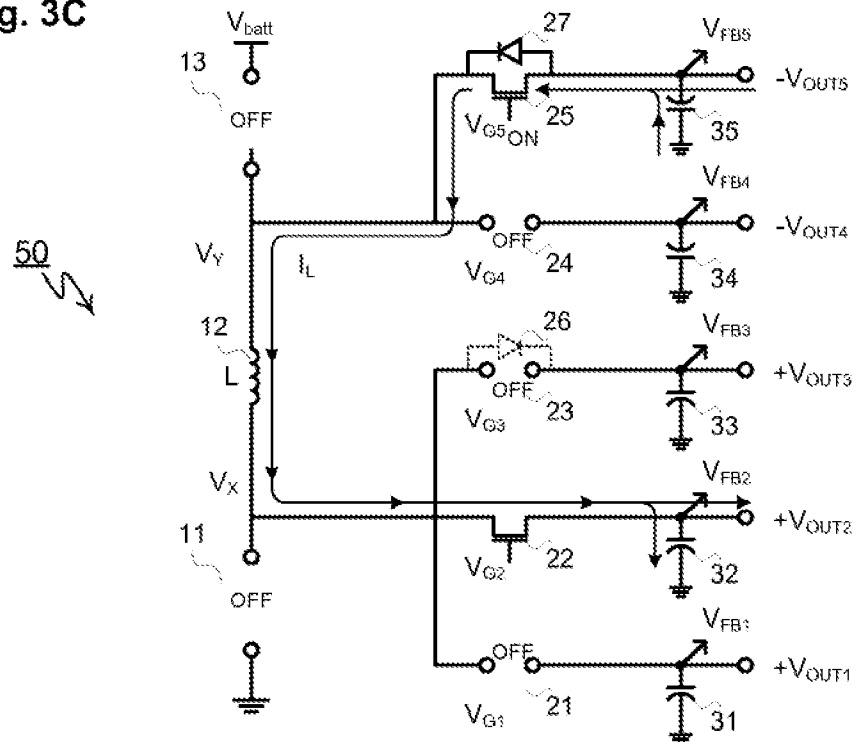 g. 3C
V_batt
27
V_FB5
13
-V_OUT5
OFF
V_G5
ON
25
35
V_FB4
V_Y
I_L
OFF
-V_OUT4
50
V_G4
24
34
12
26
V_FB3
L
OFF
+V_OUT3
V_G3
23
33
V_X
V_FB2
11
+V_OUT2
OFF
V_G2
22
32
V_FB1
OFF
+V_OUT1
V_G1
21
31